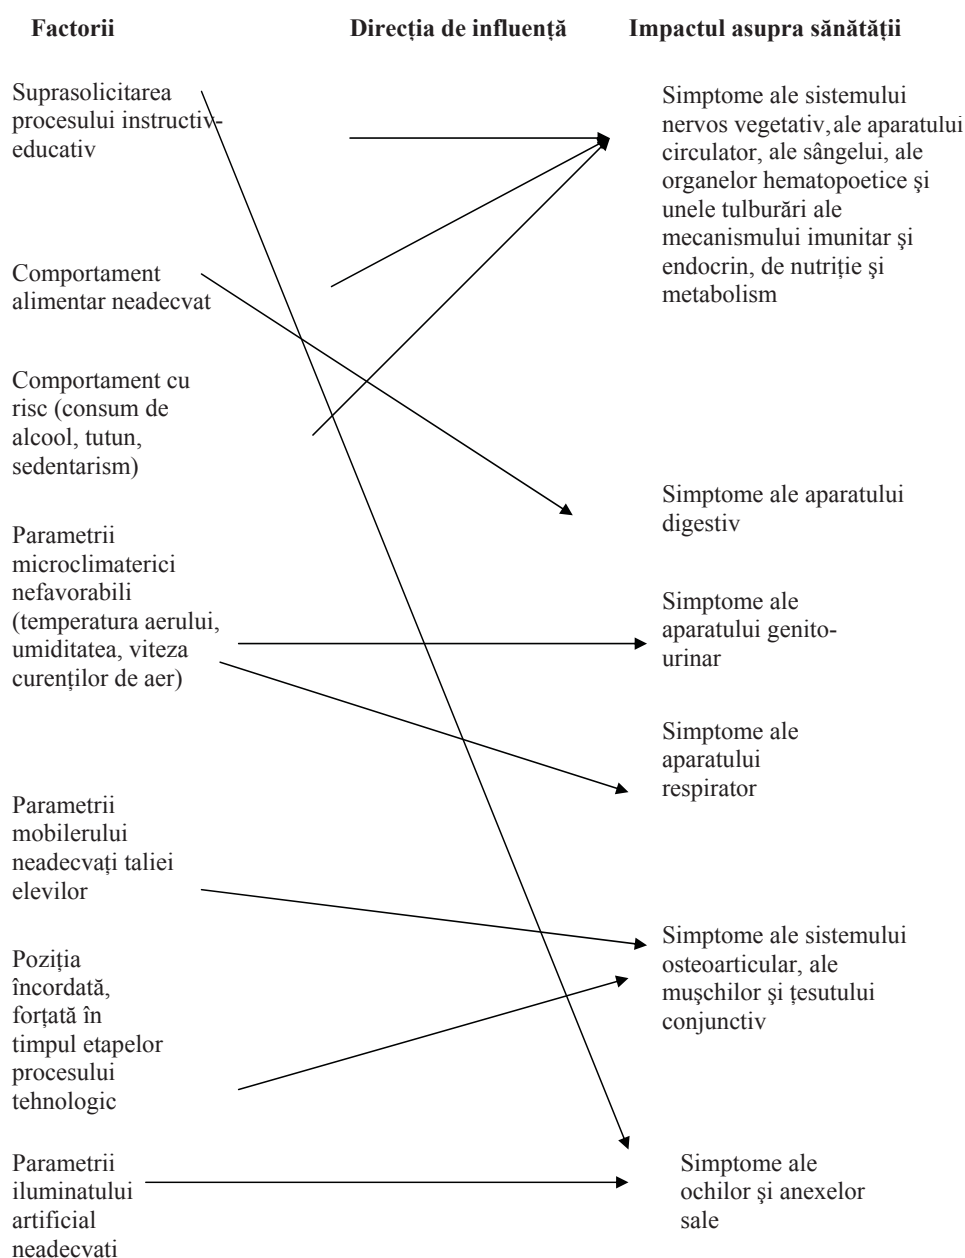 Factorii
Direcția de influență
Impactul asupra sănătății
Suprasolicitarea
procesului instructiv-
educativ
Simptome ale sistemului
nervos vegetativ, ale aparatului
circulator, ale sângelui, ale
organelor hematopoetice şi
unele tulburări ale
mecanismului imunitar şi
endocrin, de nutriție şi
metabolism
Comportament
alimentar neadecvat
Comportament cu
risc (consum de
alcool, tutun,
sedentarism)
Simptome ale aparatului
digestiv
Parametrii
microclimaterici
nefavorabili
(temperatura aerului,
umiditatea, viteza
curenților de aer)
Simptome ale
aparatului genito-
urinar
Simptome ale
aparatului
respirator
Parametrii
mobilerului
neadecvați taliei
elevilor
Simptome ale sistemului
osteoarticular, ale
muşchilor şi țesutului
conjunctiv
Poziția
încordată,
forțată în
timpul etapelor
procesului
tehnologic
Parametrii
iluminatului
artificial
neadecvati
Simptome ale
ochilor şi anexelor
sale